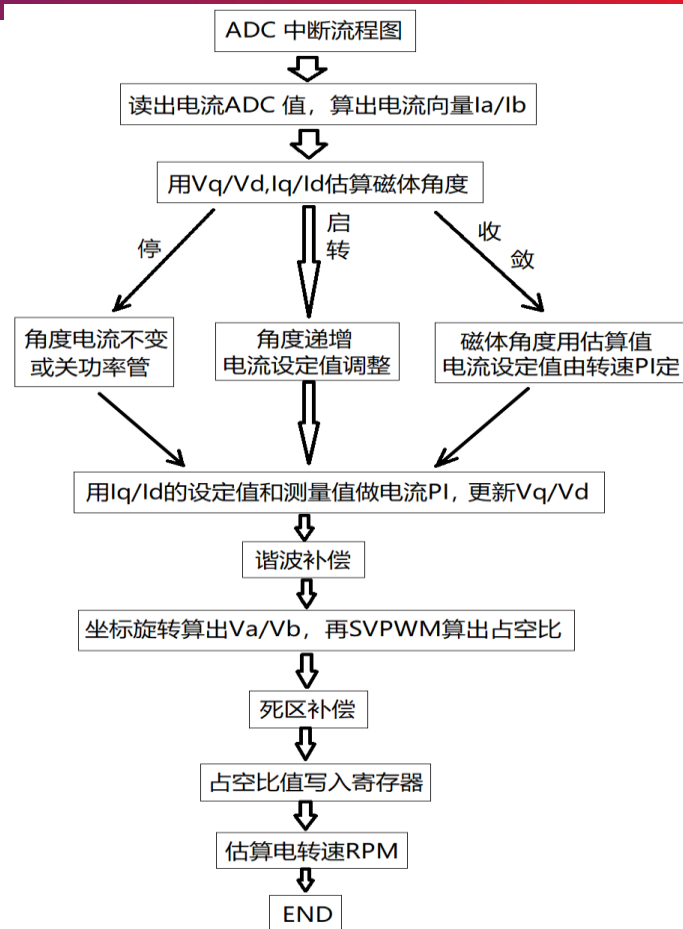 ADC 中断流程图
读出电流ADC 值，算出电流向量Ia/Ib
用Vq/Vd,Iq/Id估算磁体角度
停
启
转
收
敛
角度电流不变
或关功率管
角度递增
电流设定值调整
磁体角度用估算值
电流设定值由转速PI定
用Iq/Id的设定值和测量值做电流PI，更新Vq/Vd
谐波补偿
坐标旋转算出Va/Vb，再SVPWM算出占空比
死区补偿
占空比值写入寄存器
估算电转速RPM
END